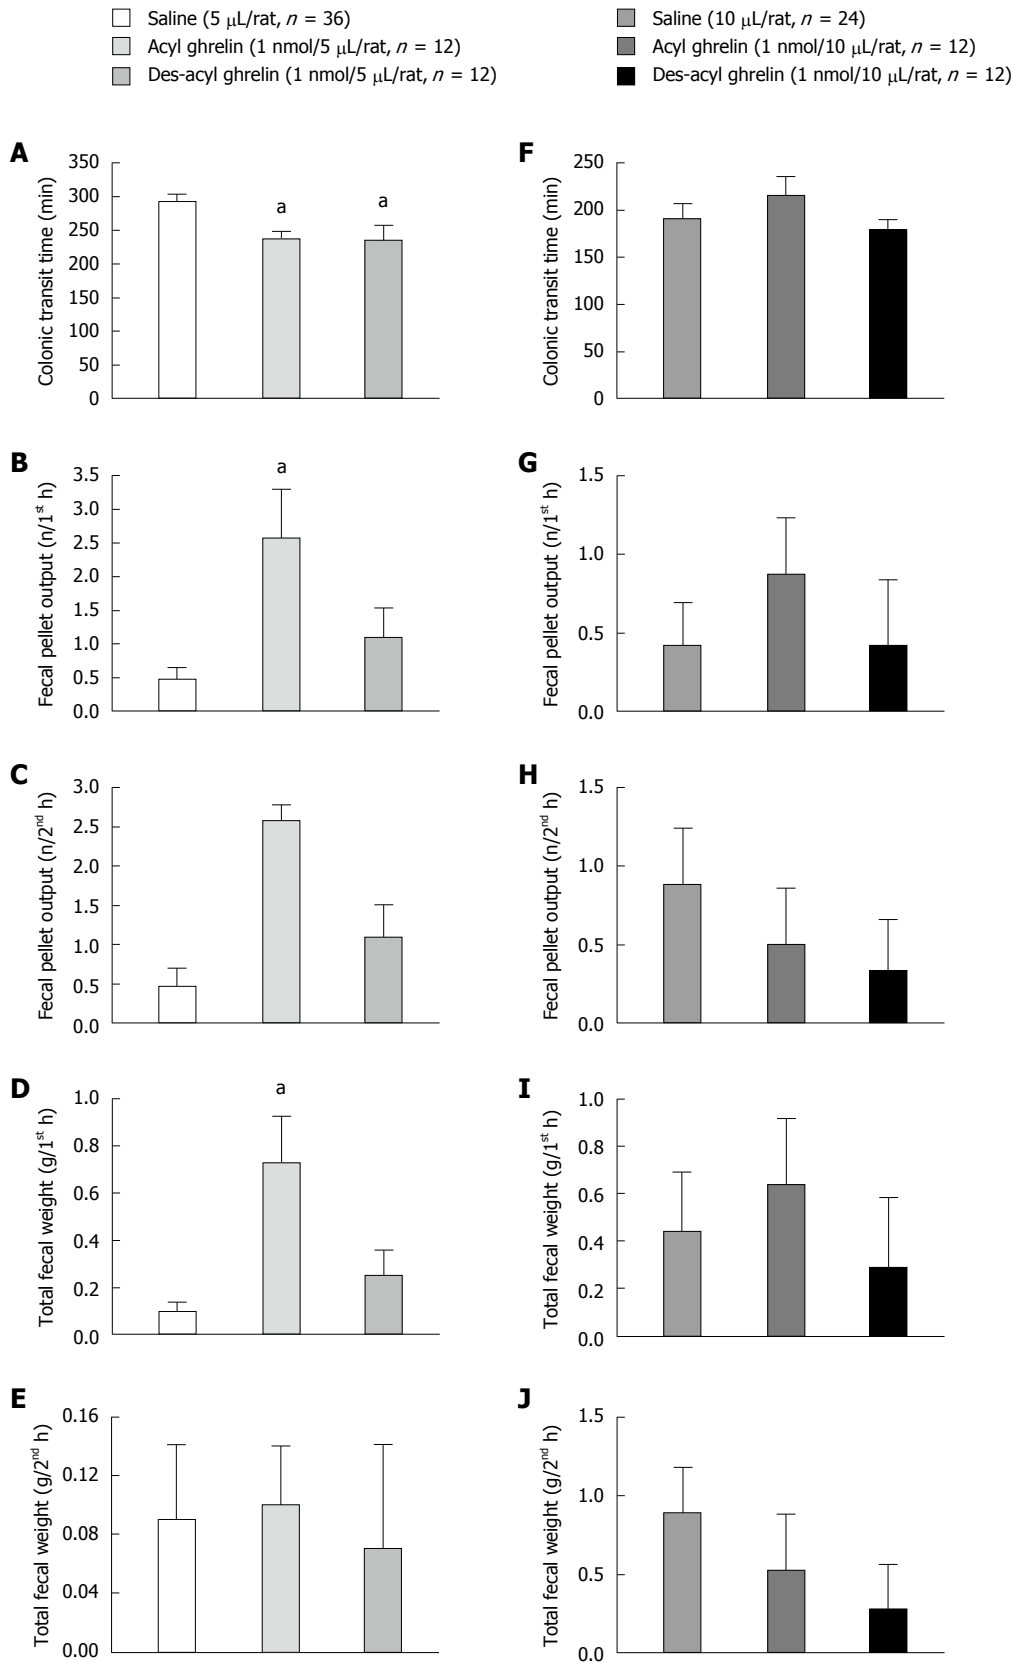 Saline (5 μL/rat, n = 36)
Acyl ghrelin (1 nmol/5 μL/rat, n = 12)
Des-acyl ghrelin (1 nmol/5 μL/rat, n = 12)
Saline (10 μL/rat, n = 24)
Acyl ghrelin (1 nmol/10 μL/rat, n = 12)
Des-acyl ghrelin (1 nmol/10 μL/rat, n = 12)
A
Colonic transit time (min)
350
300
250
200
150
100
50
0
a
a
F
Colonic transit time (min)
250
200
150
100
50
0
B
Fecal pellet output (n/1st h)
3.5
3.0
2.5
2.0
1.5
1.0
0.5
0.0
a
G
Fecal pellet output (n/1st h)
1.5
1.0
0.5
0.0
C
Fecal pellet output (n/2nd h)
3.0
2.5
2.0
1.5
1.0
0.5
0.0
H
Fecal pellet output (n/2nd h)
1.5
1.0
0.5
0.0
D
Total fecal weight (g/1st h)
1.0
0.8
0.6
0.4
0.2
0.0
a
I
Total fecal weight (g/1st h)
1.0
0.8
0.6
0.4
0.2
0.0
E
Total fecal weight (g/2nd h)
0.16
0.12
0.08
0.04
0.00
J
Total fecal weight (g/2nd h)
1.5
1.0
0.5
0.0